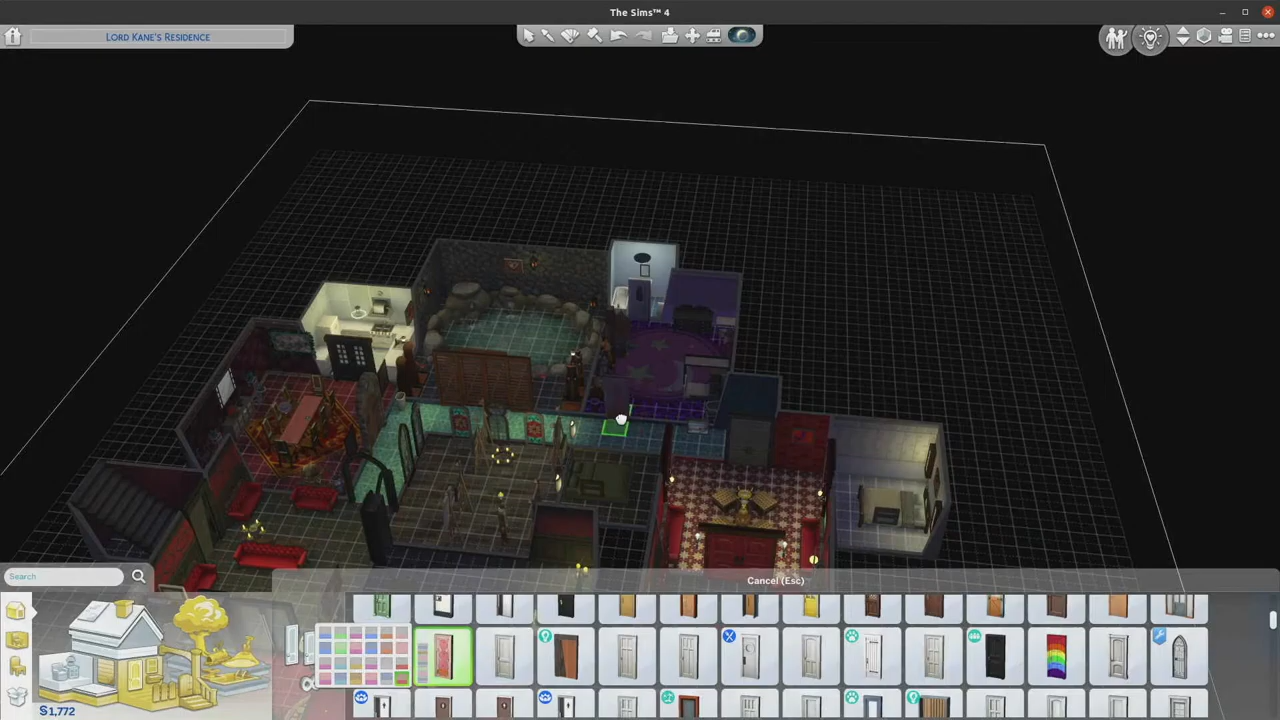 The Sims™ 4
LORD KANE'S RESIDENCE
Cancel (Esc)
Search
§1,772